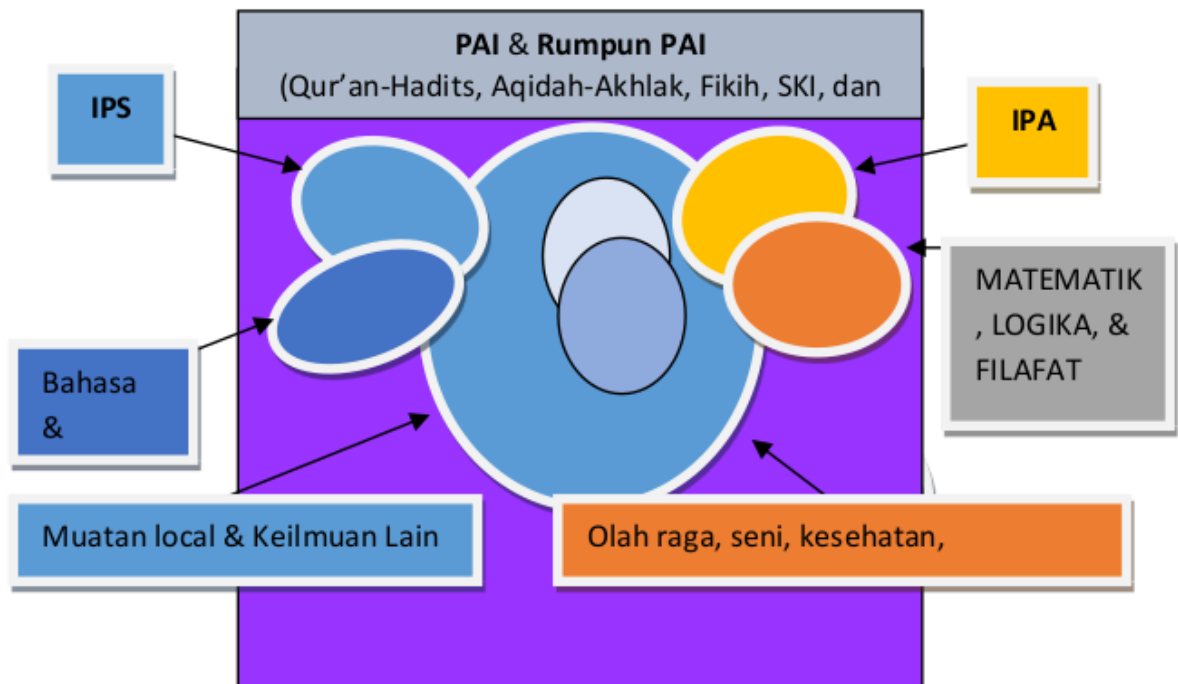 PAI & Rumpun PAI
(Qur'an-Hadits, Aqidah-Akhlak, Fikih, SKI, dan
IPS
IPA
MATEMATIK
, LOGIKA, &
FILAFAT
Bahasa
&
Muatan local & Keilmuan Lain
Olah raga, seni, kesehatan,